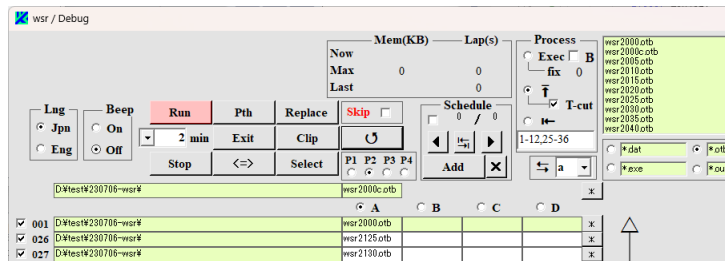 wsr / Debug
Mem(KB) Lap(s)
Now
Max 0 0
Last 0
Process
Exec B
fix 0
T-cut
1-12,25-36
a
wsr2000.otb
wsr2000c.otb
wsr2005.otb
wsr2010.otb
wsr2015.otb
wsr2020.otb
wsr2025.otb
wsr2030.otb
wsr2035.otb
wsr2040.otb
Lng
Jpn
Eng
Beep
On
Off
Run Pth Replace Skip
2 min Exit Clip ↺
Stop <=> Select P1 P2 P3 P4
Schedule
0 / 0
Add X
*.dat *.otb
*.exe *.ou
D:¥test¥230706-wsr¥ wsr2000c.otb *
A B C D
001 D:¥test¥230706-wsr¥ wsr2000.otb *
026 D:¥test¥230706-wsr¥ wsr2125.otb *
027 D:¥test¥230706-wsr¥ wsr2130.otb *